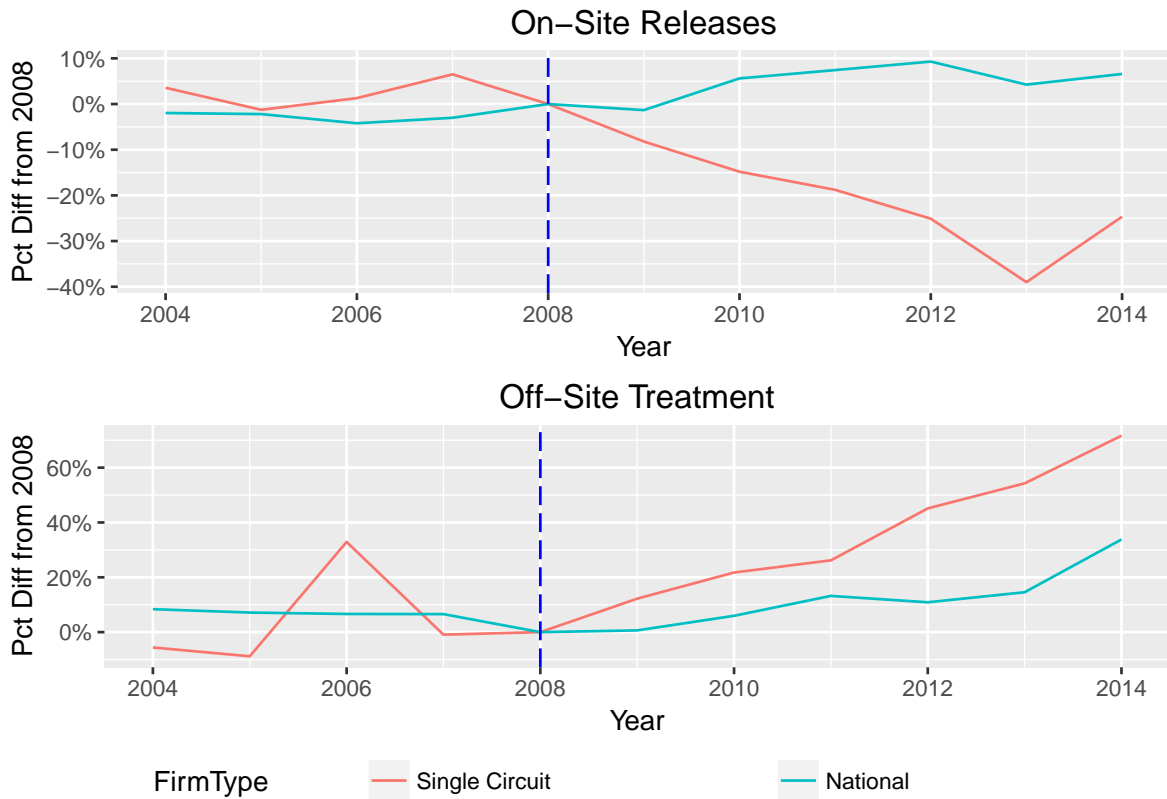 On−Site Releases
Pct Diff from 2008
10%
0%
−10%
−20%
−30%
−40%
2004 2006 2008 2010 2012 2014
Year
Off−Site Treatment
Pct Diff from 2008
60%
40%
20%
0%
2004 2006 2008 2010 2012 2014
Year
FirmType Single Circuit National